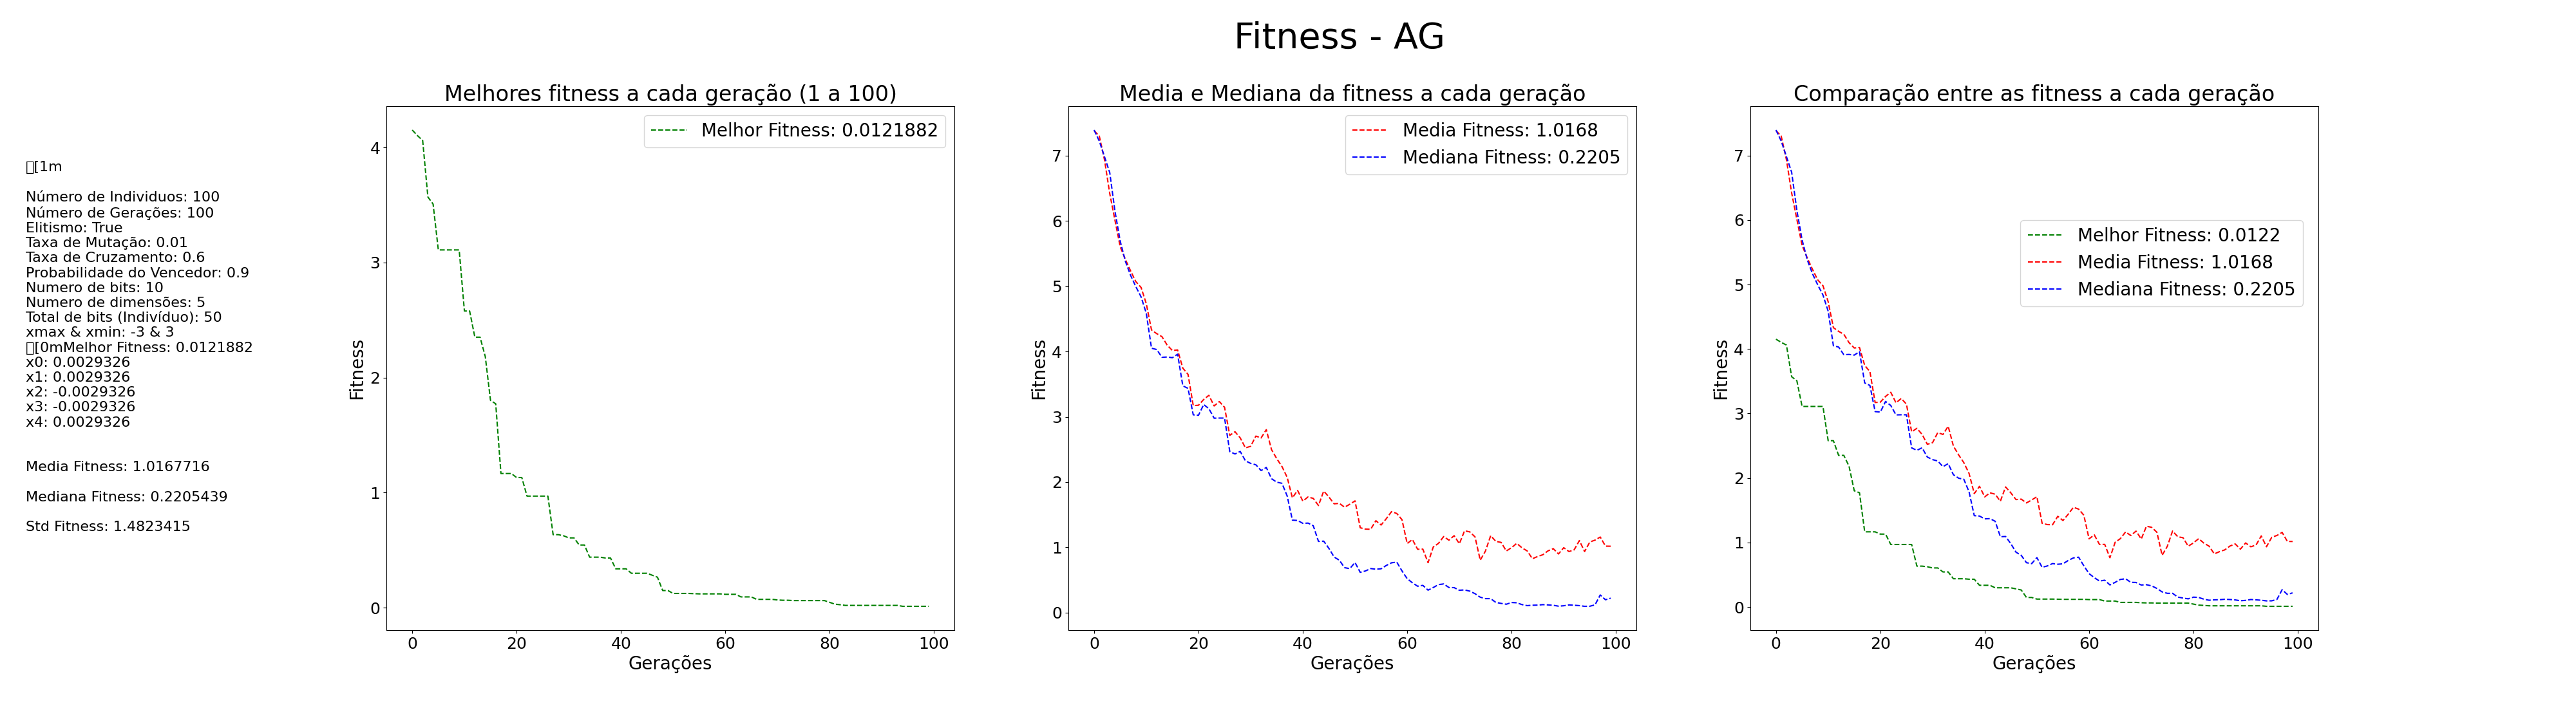 Fitness - AG
[1m
Número de Individuos: 100
Número de Gerações: 100
Elitismo: True
Taxa de Mutação: 0.01
Taxa de Cruzamento: 0.6
Probabilidade do Vencedor: 0.9
Numero de bits: 10
Numero de dimensões: 5
Total de bits (Indivíduo): 50
xmax & xmin: -3 & 3
[0mMelhor Fitness: 0.0121882
x0: 0.0029326
x1: 0.0029326
x2: -0.0029326
x3: -0.0029326
x4: 0.0029326
Media Fitness: 1.0167716
Mediana Fitness: 0.2205439
Std Fitness: 1.4823415
Melhores fitness a cada geração (1 a 100)
Melhor Fitness: 0.0121882
Fitness
4
3
2
1
0
0 20 40 60 80 100
Gerações
Media e Mediana da fitness a cada geração
Media Fitness: 1.0168
Mediana Fitness: 0.2205
Fitness
7
6
5
4
3
2
1
0
0 20 40 60 80 100
Gerações
Comparação entre as fitness a cada geração
Melhor Fitness: 0.0122
Media Fitness: 1.0168
Mediana Fitness: 0.2205
Fitness
7
6
5
4
3
2
1
0
0 20 40 60 80 100
Gerações